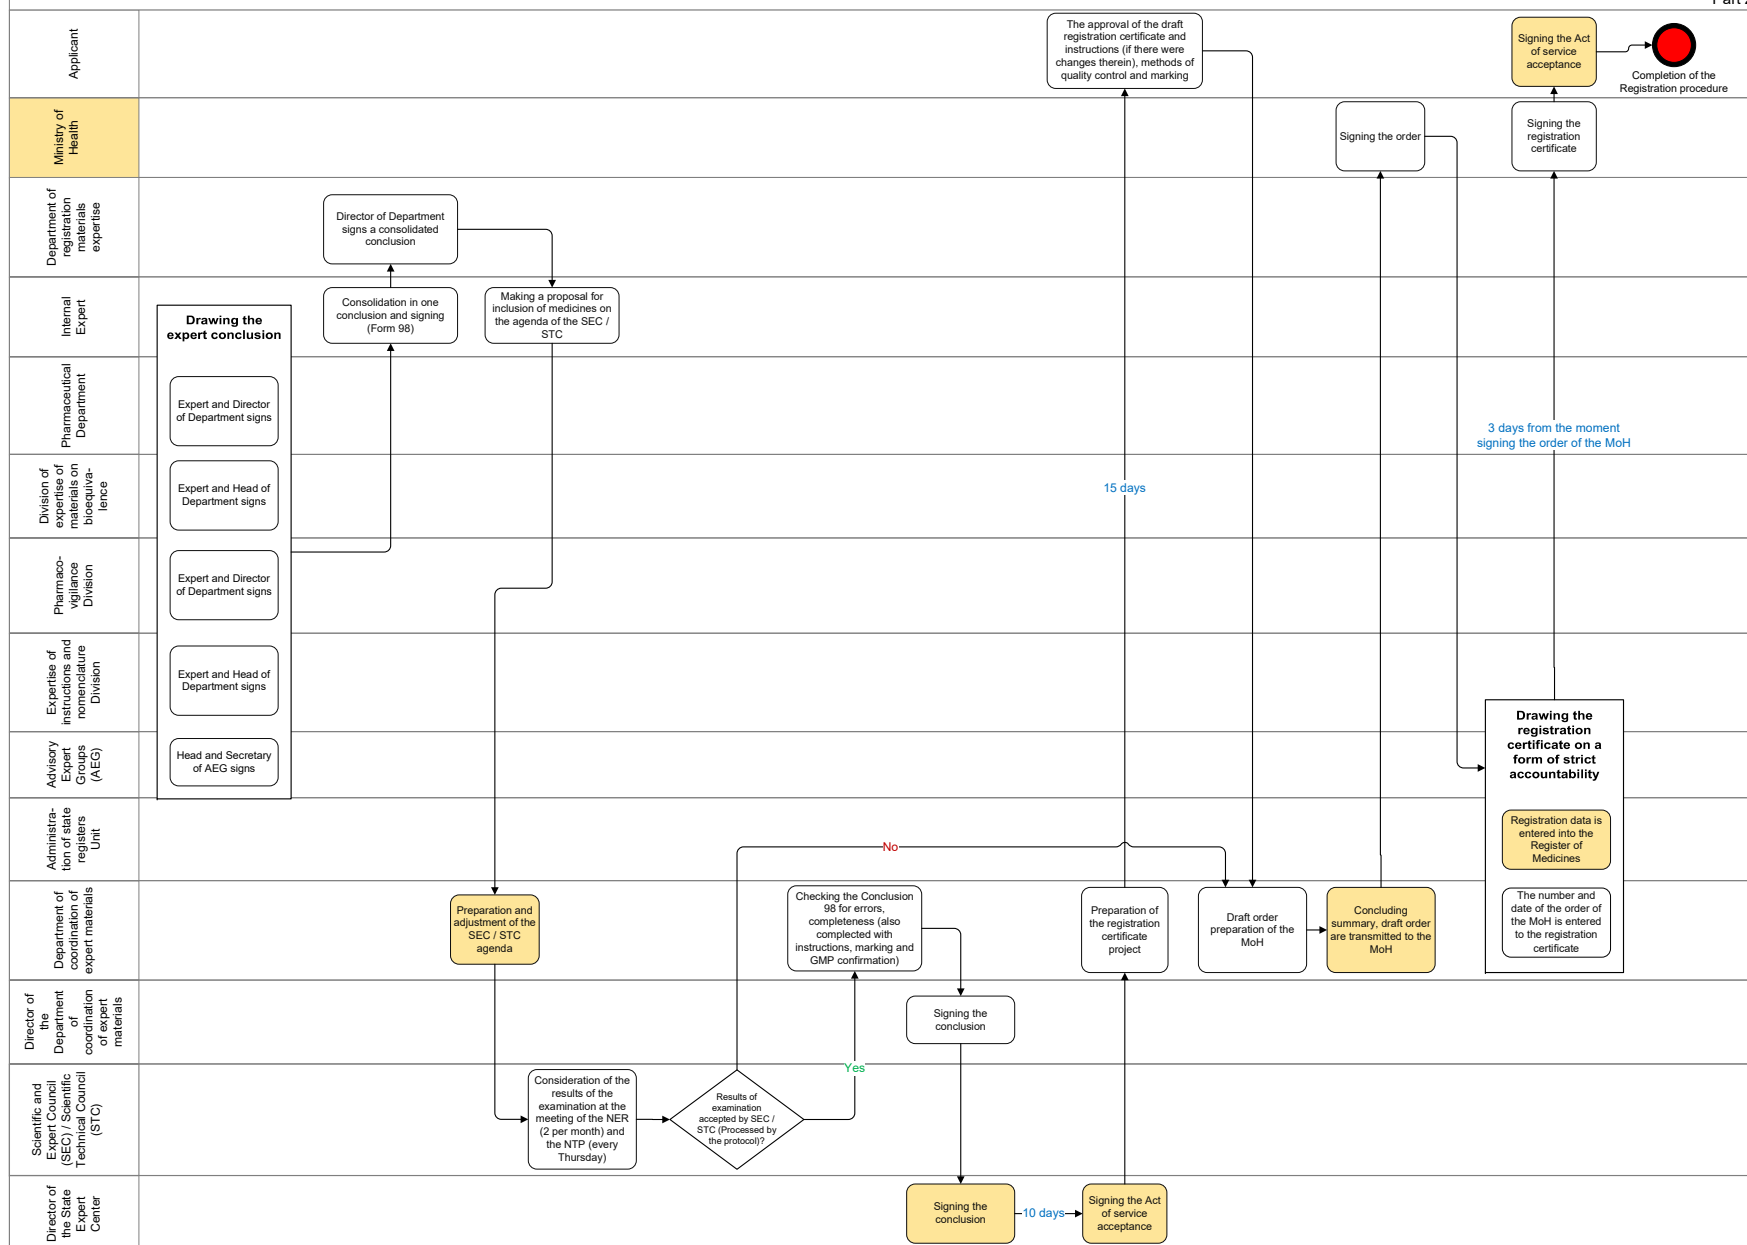 Part 2
Applicant
The approval of the draft
registration certificate and
instructions (if there were
changes therein), methods of
quality control and marking
Signing the Act
of service
acceptance
Completion of the
Registration procedure
Ministry of
Health
Signing the order
Signing the
registration
certificate
Department of
registration
materials
expertise
Director of Department
signs a consolidated
conclusion
Internal
Expert
Consolidation in one
conclusion and signing
(Form 98)
Making a proposal for
inclusion of medicines on
the agenda of the SEC /
STC
Drawing the
expert conclusion
Pharmaceutical
Department
Expert and Director
of Department signs
3 days from the moment
signing the order of the MoH
Division of
expertise of
materials on
bioequiva-
lence
Expert and Head of
Department signs
15 days
Pharmaco-
vigilance
Division
Expert and Director
of Department signs
Expertise of
instructions and
nomenclature
Division
Expert and Head of
Department signs
Advisory
Expert
Groups
(AEG)
Head and Secretary
of AEG signs
Drawing the
registration
certificate on a
form of strict
accountability
Administra-
tion of state
registers
Unit
No
Registration data is
entered into the
Register of
Medicines
Department of
coordination of
expert materials
Preparation and
adjustment of the
SEC / STC
agenda
Checking the Conclusion
98 for errors,
completeness (also
complected with
instructions, marking and
GMP confirmation)
Preparation of
the registration
certificate
project
Draft order
preparation of the
MoH
Concluding
summary, draft order
are transmitted to the
MoH
The number and
date of the order of
the MoH is entered
to the registration
certificate
Director of
the
Department
of
coordination
of expert
materials
Signing the
conclusion
Scientific and
Expert Council
(SEC) / Scientific
Technical Council
(STC)
Consideration of the
results of the
examination at the
meeting of the NER
(2 per month) and
the NTP (every
Thursday)
Results of
examination
accepted by SEC /
STC (Processed by
the protocol)?
Yes
Director of
the State
Expert
Center
Signing the
conclusion
10 days
Signing the Act
of service
acceptance